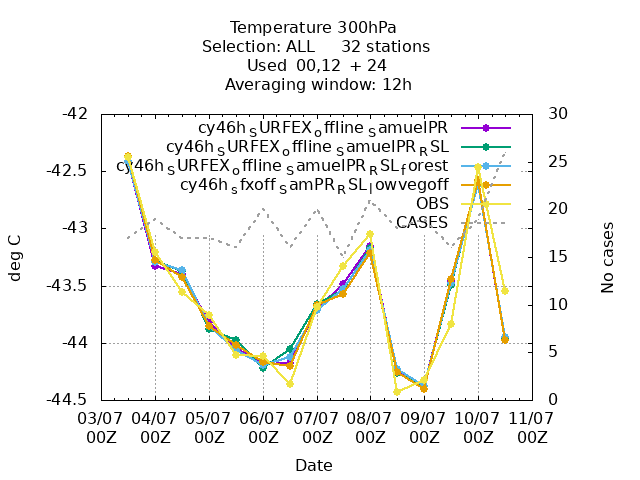 Temperature 300hPa
Selection: ALL 32 stations
Used 00,12 + 24
Averaging window: 12h
-42
-42.5
-43
-43.5
-44
-44.5
deg C
30
25
20
15
10
5
0
No cases
cy46h_SURFEX_offline_SamuelPR
cy46h_SURFEX_offline_SamuelPR_RSL
cy46h_SURFEX_offline_SamuelPR_RSL_forest
cy46h_sfxoff_SamPR_RSL_lowvegoff
OBS
CASES
03/07 04/07 05/07 06/07 07/07 08/07 09/07 10/07 11/07
00Z 00Z 00Z 00Z 00Z 00Z 00Z 00Z 00Z
Date